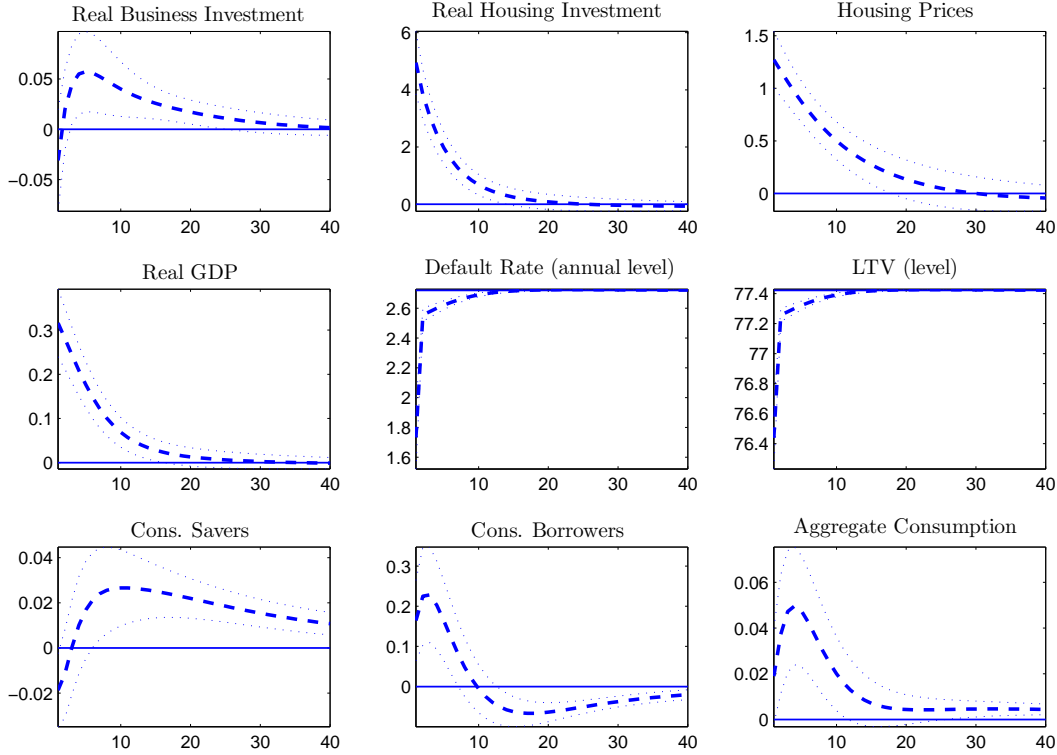 Real Business Investment
0.05
0
−0.05
10 20 30 40
Real Housing Investment
6
4
2
0
10 20 30 40
Housing Prices
1.5
1
0.5
0
10 20 30 40
Real GDP
0.3
0.2
0.1
0
10 20 30 40
Default Rate (annual level)
2.6
2.4
2.2
2
1.8
1.6
10 20 30 40
LTV (level)
77.4
77.2
77
76.8
76.6
76.4
10 20 30 40
Cons. Savers
0.04
0.02
0
−0.02
10 20 30 40
Cons. Borrowers
0.3
0.2
0.1
0
10 20 30 40
Aggregate Consumption
0.06
0.04
0.02
0
10 20 30 40